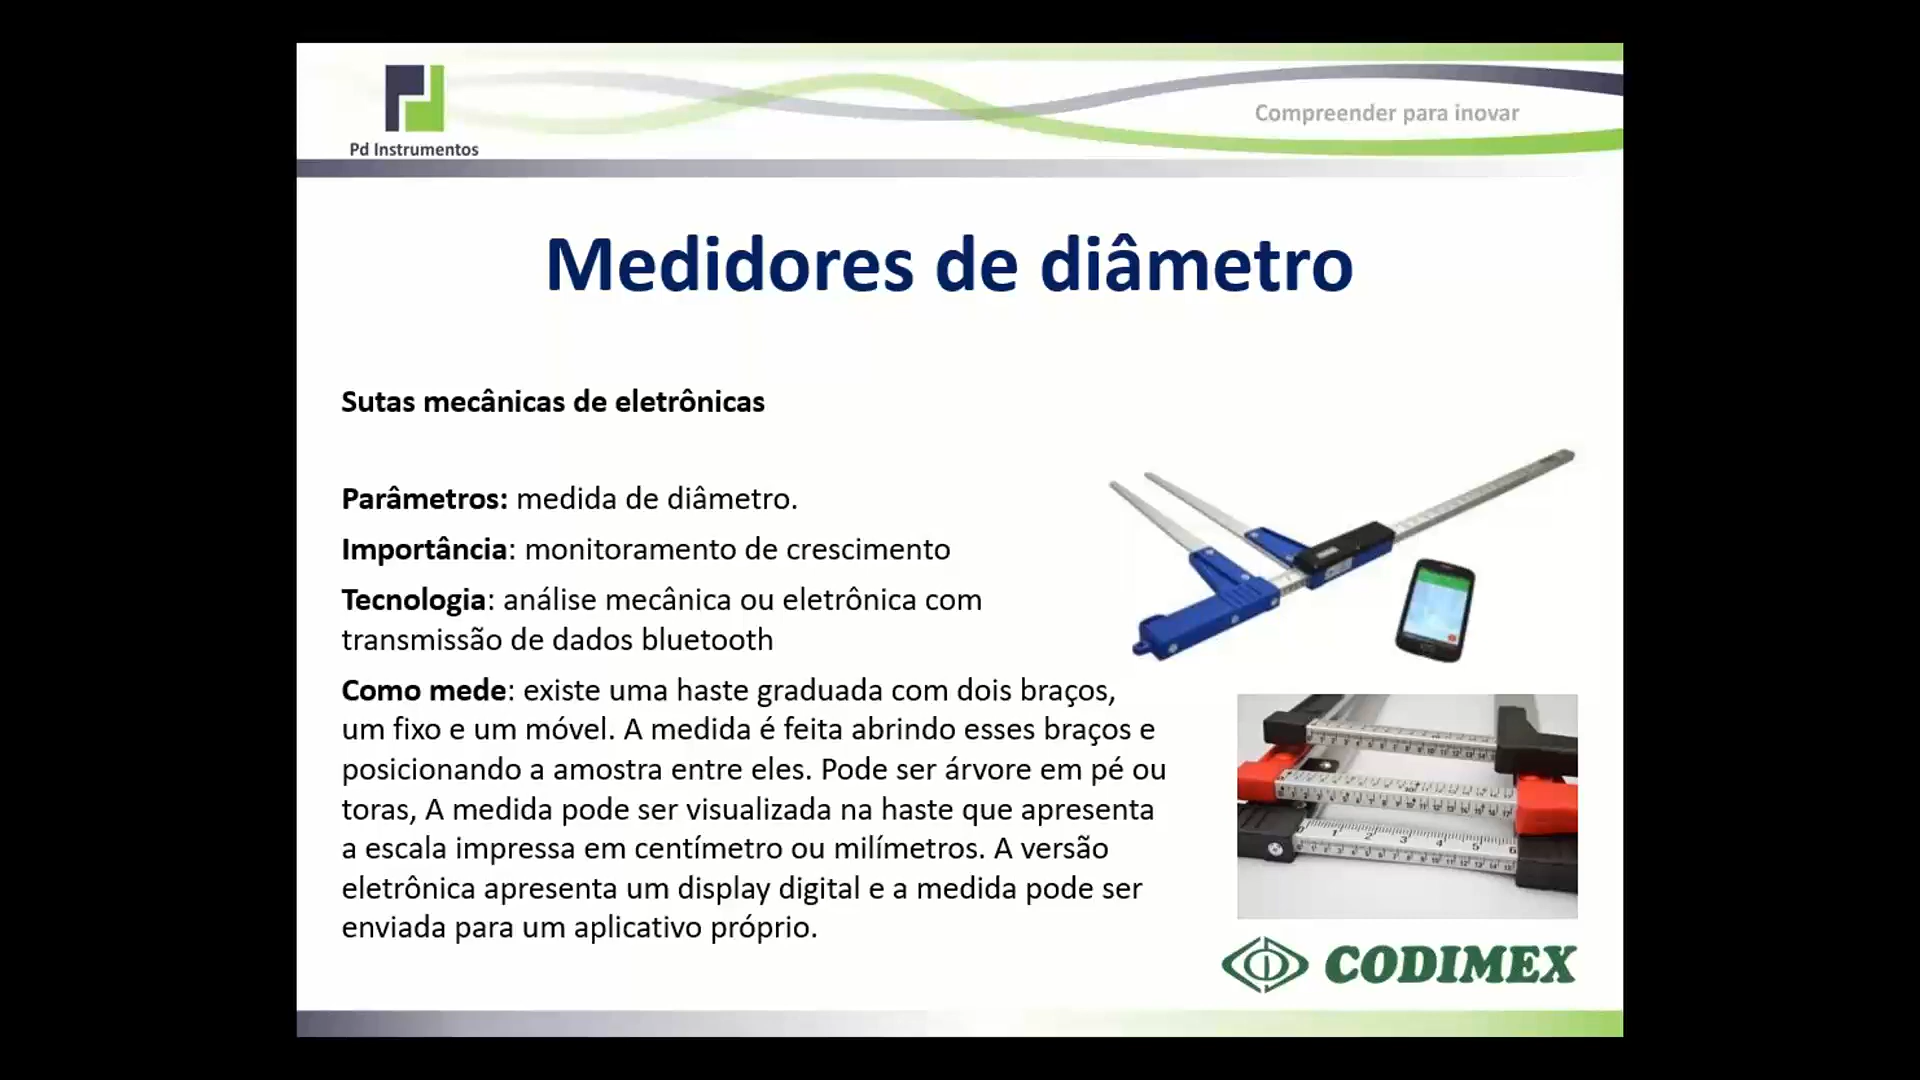 Pd Instrumentos
Compreender para inovar
Medidores de diâmetro
Sutas mecânicas de eletrônicas
Parâmetros: medida de diâmetro.
Importância: monitoramento de crescimento
Tecnologia: análise mecânica ou eletrônica com
transmissão de dados bluetooth
Como mede: existe uma haste graduada com dois braços,
um fixo e um móvel. A medida é feita abrindo esses braços e
posicionando a amostra entre eles. Pode ser árvore em pé ou
toras, A medida pode ser visualizada na haste que apresenta
a escala impressa em centímetro ou milímetros. A versão
eletrônica apresenta um display digital e a medida pode ser
enviada para um aplicativo próprio.
CODIMEX